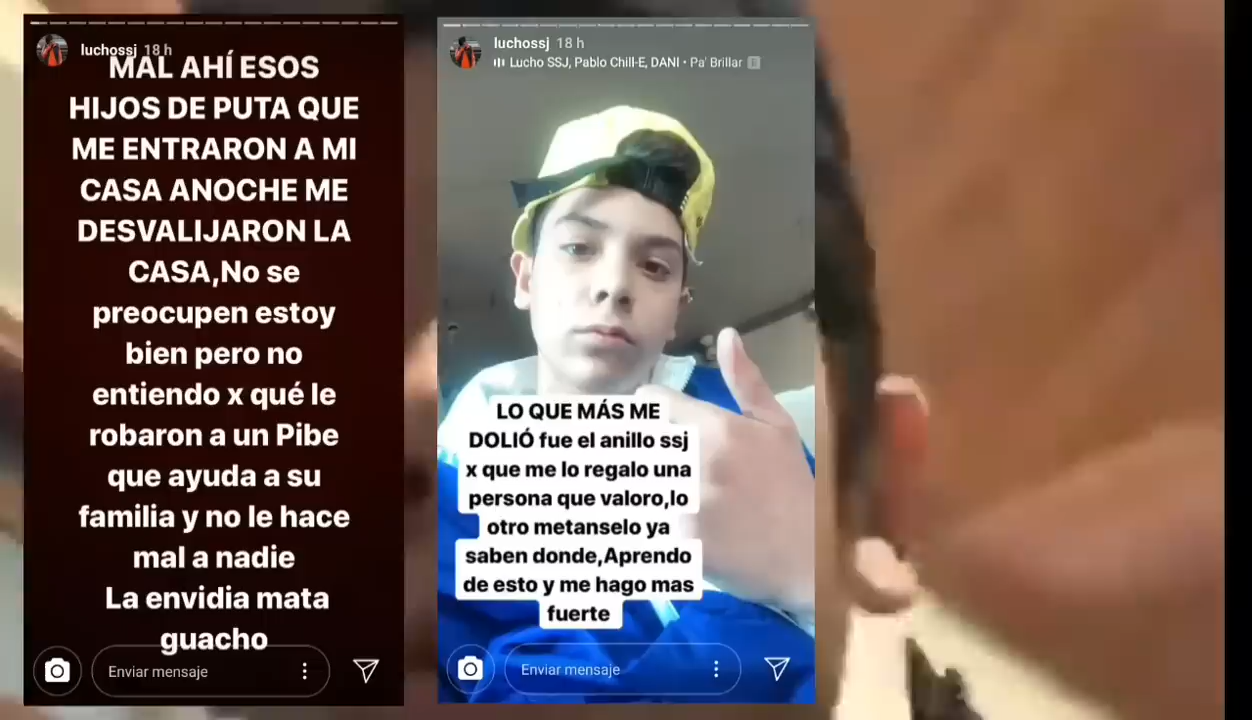 luchossj 18 h
MAL AHÍ ESOS
HIJOS DE PUTA QUE
ME ENTRARON A MI
CASA ANOCHE ME
DESVALIJARON LA
CASA,No se
preocupen estoy
bien pero no
entiendo x qué le
robaron a un Pibe
que ayuda a su
familia y no le hace
mal a nadie
La envidia mata
guacho
Enviar mensaje
luchossj 18 h
Lucho SSJ, Pablo Chill-E, DANI • Pa' Brillar E
LO QUE MÁS ME
DOLIÓ fue el anillo ssj
x que me lo regalo una
persona que valoro,lo
otro metanselo ya
saben donde,Aprendo
de esto y me hago mas
fuerte
Enviar mensaje